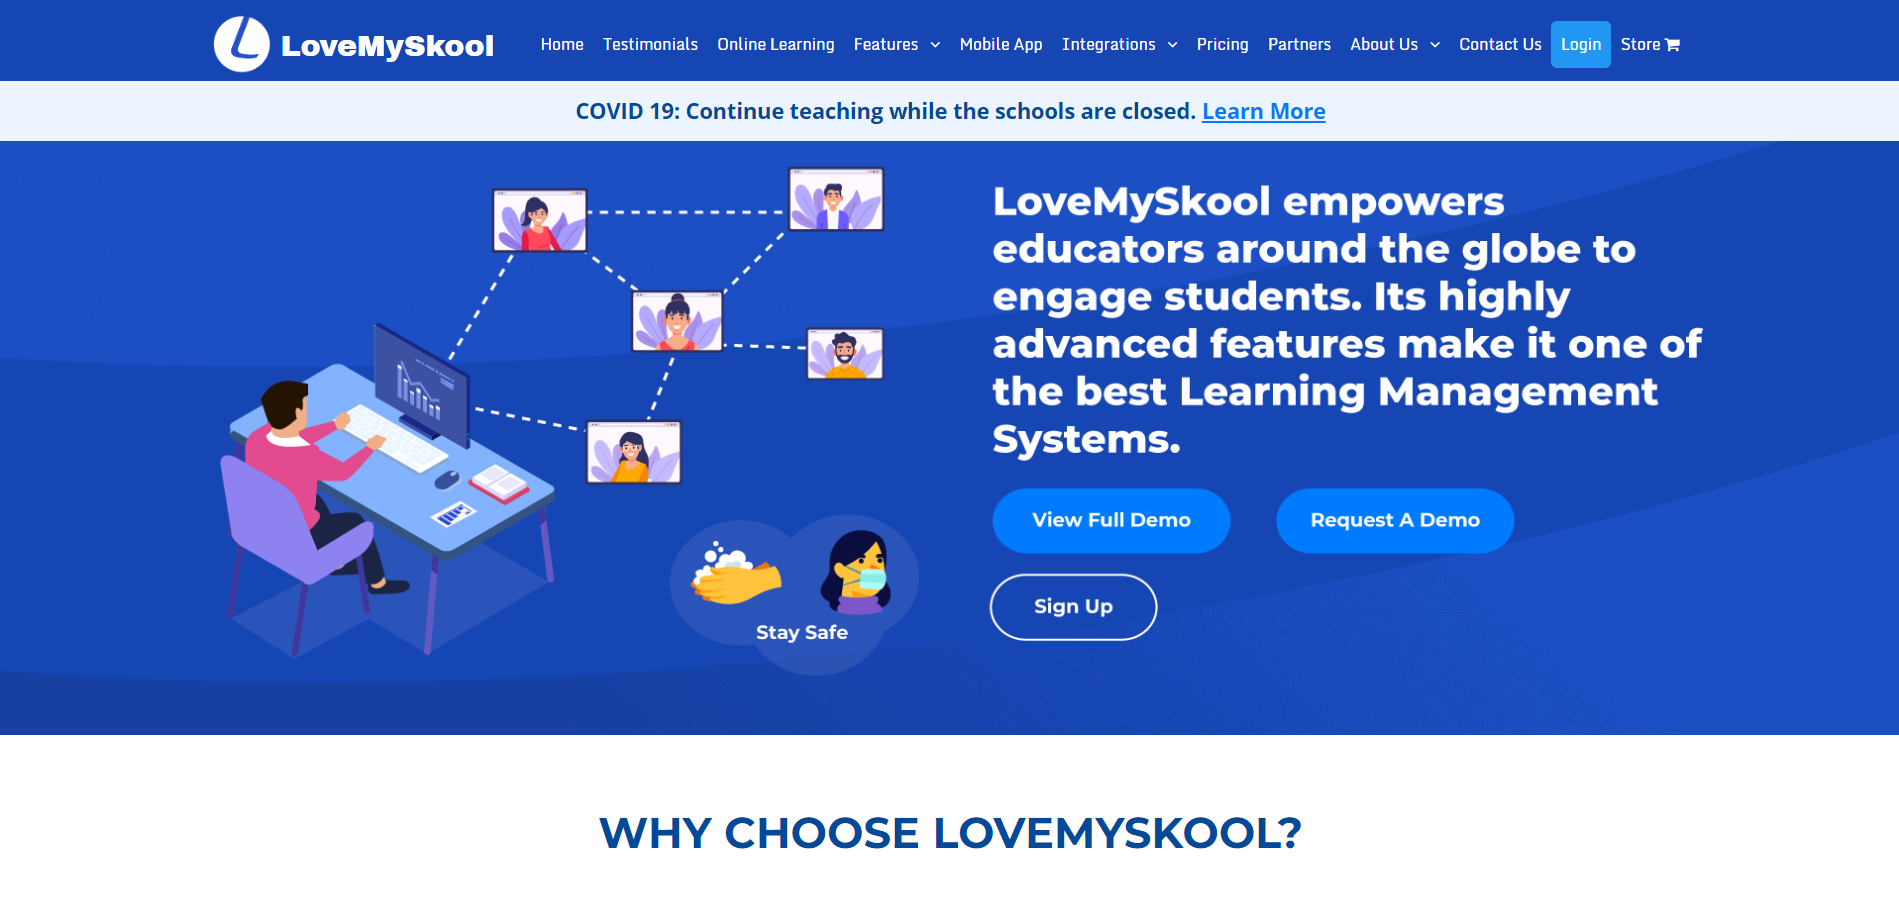 LoveMySkool
Home Testimonials Online Learning Features Mobile App Integrations Pricing Partners About Us Contact Us Login Store
COVID 19: Continue teaching while the schools are closed. Learn More
LoveMySkool empowers
educators around the globe to
engage students. Its highly
advanced features make it one of
the best Learning Management
Systems.
View Full Demo Request A Demo
Sign Up
Stay Safe
WHY CHOOSE LOVEMYSKOOL?